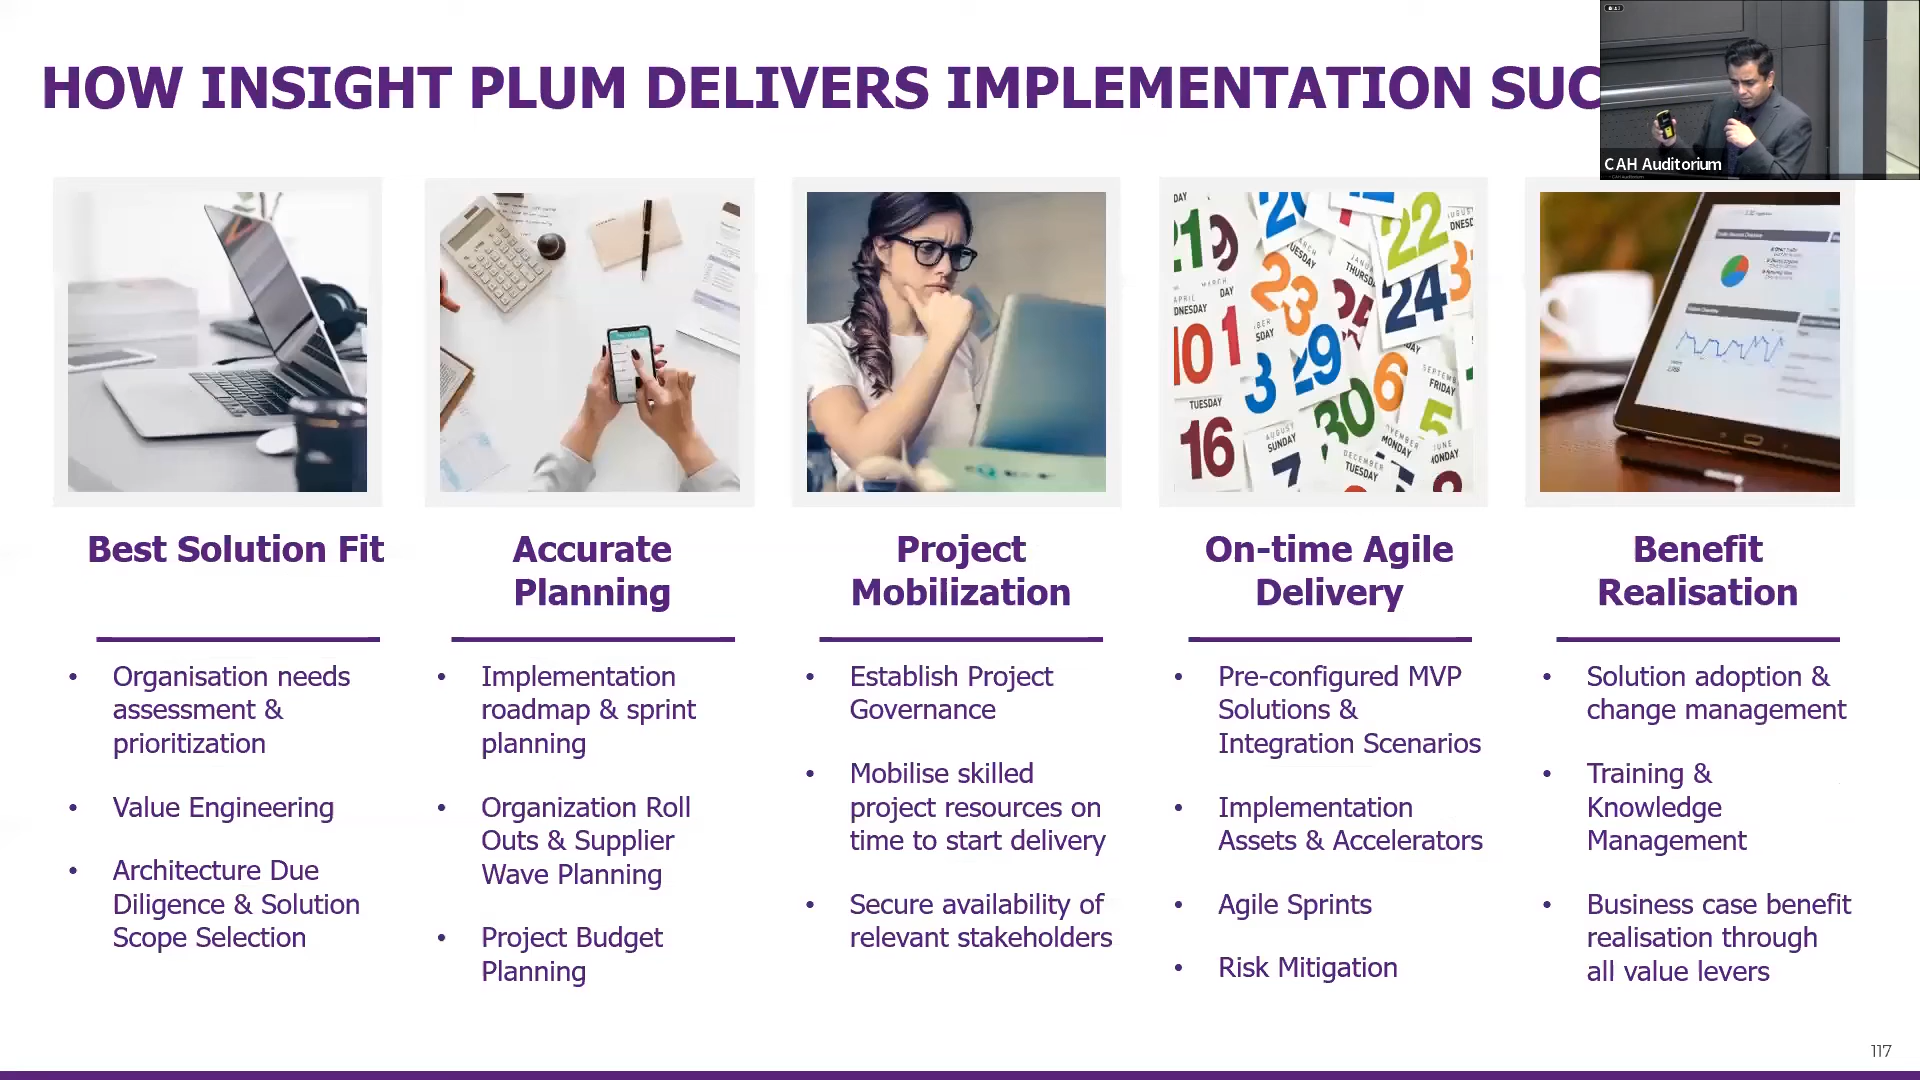 HOW INSIGHT PLUM DELIVERS IMPLEMENTATION SUC
CAH Auditorium
Best Solution Fit
Organisation needs
assessment &
prioritization
Value Engineering
Architecture Due
Diligence & Solution
Scope Selection
Accurate
Planning
Implementation
roadmap & sprint
planning
Organization Roll
Outs & Supplier
Wave Planning
Project Budget
Planning
Project
Mobilization
Establish Project
Governance
Mobilise skilled
project resources on
time to start delivery
Secure availability of
relevant stakeholders
On-time Agile
Delivery
Pre-configured MVP
Solutions &
Integration Scenarios
Implementation
Assets & Accelerators
Agile Sprints
Risk Mitigation
Benefit
Realisation
Solution adoption &
change management
Training &
Knowledge
Management
Business case benefit
realisation through
all value levers
117